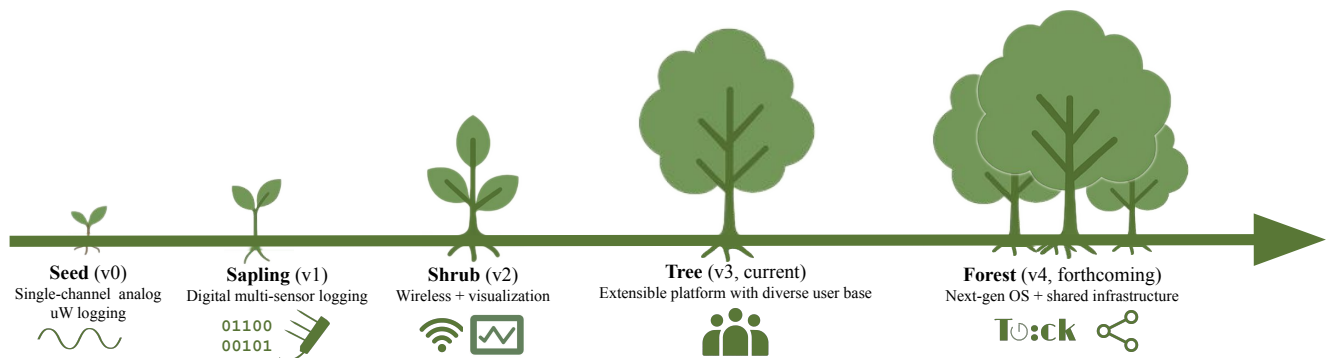 Seed (v0)
Single-channel analog
uW logging
Sapling (v1)
Digital multi-sensor logging
01100
00101
Shrub (v2)
Wireless + visualization
Tree (v3, current)
Extensible platform with diverse user base
Forest (v4, forthcoming)
Next-gen OS + shared infrastructure
Tock